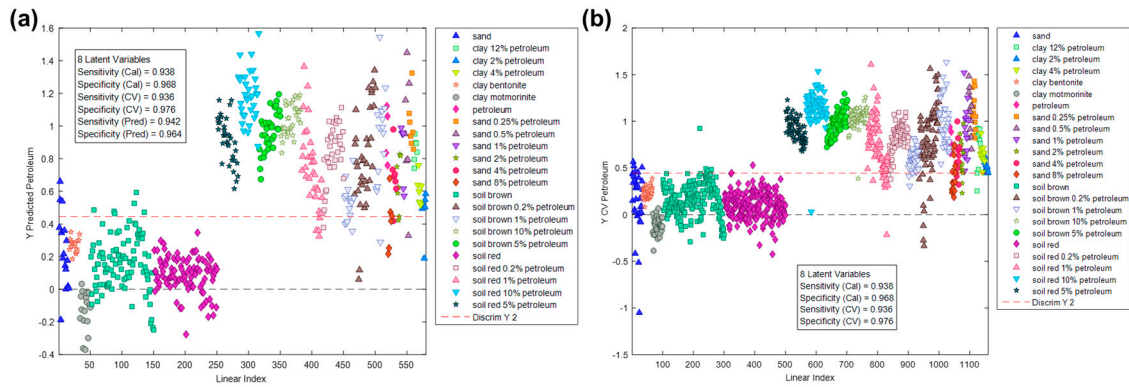 (a)
1.6
1.4
1.2
1
0.8
0.6
0.4
0.2
0
-0.2
-0.4
Y Predicted Petroleum
8 Latent Variables
Sensitivity (Cal) = 0.938
Specificity (Cal) = 0.968
Sensitivity (CV) = 0.936
Specificity (CV) = 0.976
Sensitivity (Pred) = 0.942
Specificity (Pred) = 0.964
50 100 150 200 250 300 350 400 450 500 550
Linear Index
sand
clay 12% petroleum
clay 2% petroleum
clay 4% petroleum
clay bentonite
clay motmorinite
petroleum
sand 0.25% petroleum
sand 0.5% petroleum
sand 1% petroleum
sand 2% petroleum
sand 4% petroleum
sand 8% petroleum
soil brown
soil brown 0.2% petroleum
soil brown 1% petroleum
soil brown 10% petroleum
soil brown 5% petroleum
soil red
soil red 0.2% petroleum
soil red 1% petroleum
soil red 10% petroleum
soil red 5% petroleum
Discrim Y 2
(b)
2
1.5
1
0.5
0
-0.5
-1
-1.5
Y CV Petroleum
8 Latent Variables
Sensitivity (Cal) = 0.938
Specificity (Cal) = 0.968
Sensitivity (CV) = 0.936
Specificity (CV) = 0.976
100 200 300 400 500 600 700 800 900 1000 1100
Linear Index
sand
clay 12% petroleum
clay 2% petroleum
clay 4% petroleum
clay bentonite
clay motmorinite
petroleum
sand 0.25% petroleum
sand 0.5% petroleum
sand 1% petroleum
sand 2% petroleum
sand 4% petroleum
sand 8% petroleum
soil brown
soil brown 0.2% petroleum
soil brown 1% petroleum
soil brown 10% petroleum
soil brown 5% petroleum
soil red
soil red 0.2% petroleum
soil red 1% petroleum
soil red 10% petroleum
soil red 5% petroleum
Discrim Y 2